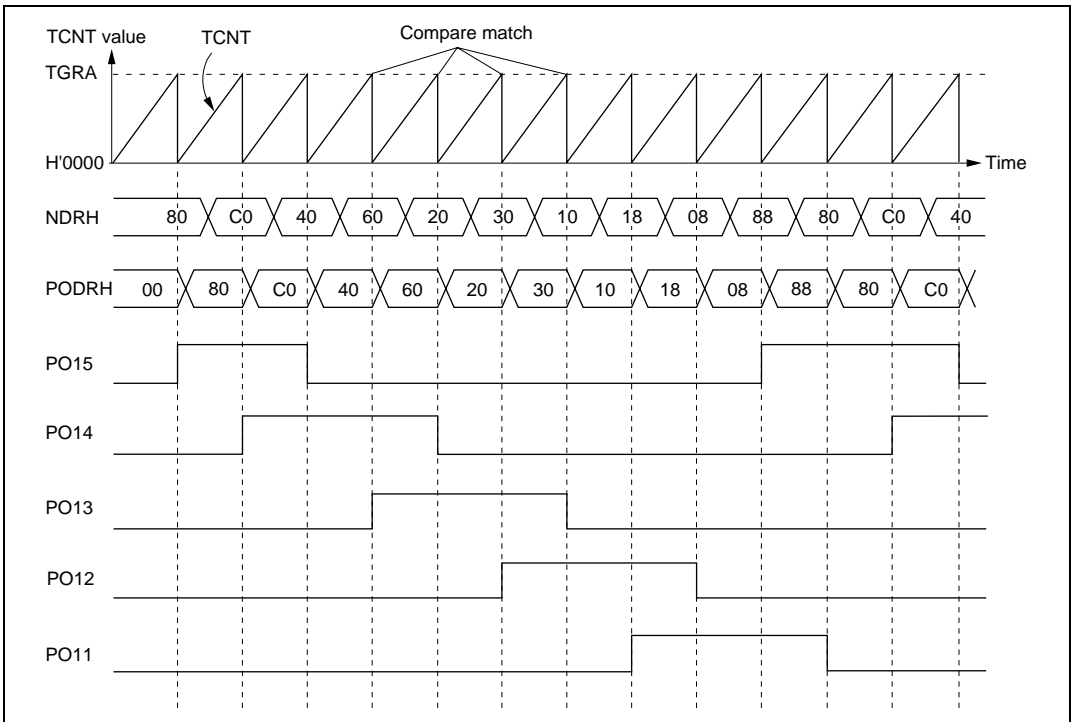 TCNT value TCNT Compare match
TGRA
H'0000 Time
NDRH 80 C0 40 60 20 30 10 18 08 88 80 C0 40
PODRH 00 80 C0 40 60 20 30 10 18 08 88 80 C0
PO15
PO14
PO13
PO12
PO11